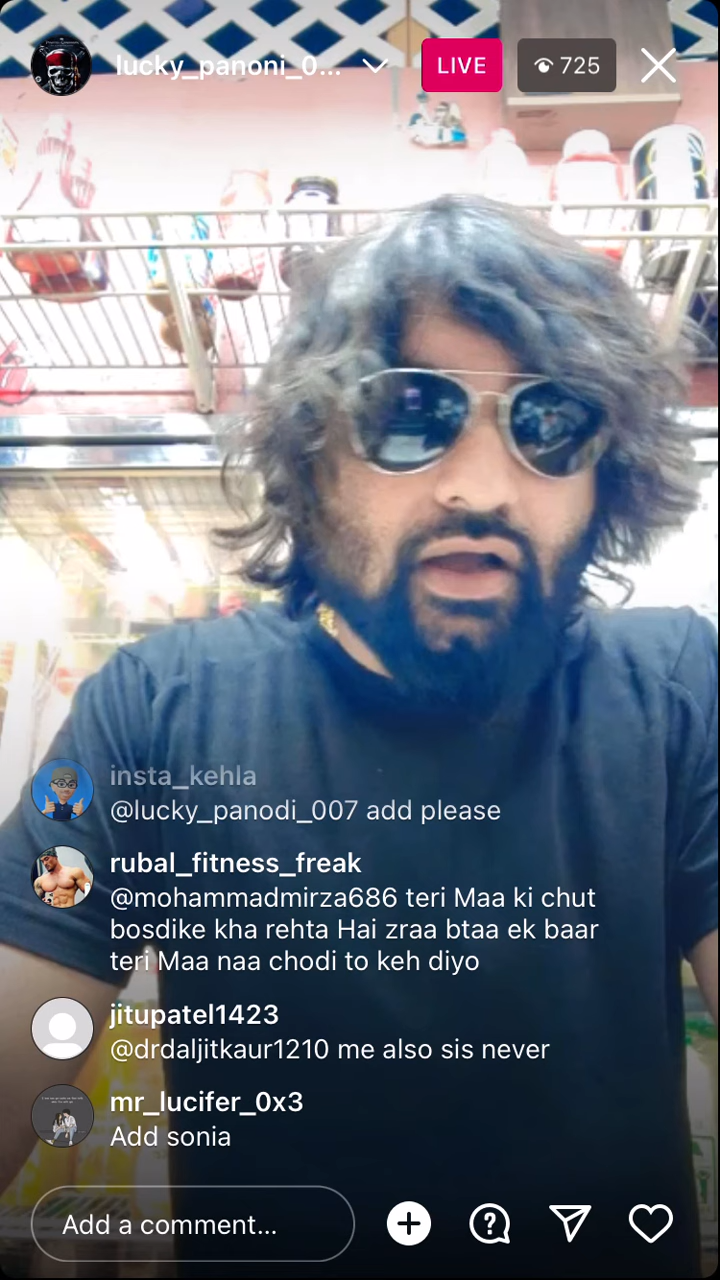 lucky_panoni_0...
LIVE
725
insta_kehla
@lucky_panodi_007 add please
rubal_fitness_freak
@mohammadmirza686 teri Maa ki chut
bosdike kha rehta Hai zraa btaa ek baar
teri Maa naa chodi to keh diyo
jitupatel1423
@drdaljitkaur1210 me also sis never
mr_lucifer_0x3
Add sonia
Add a comment...